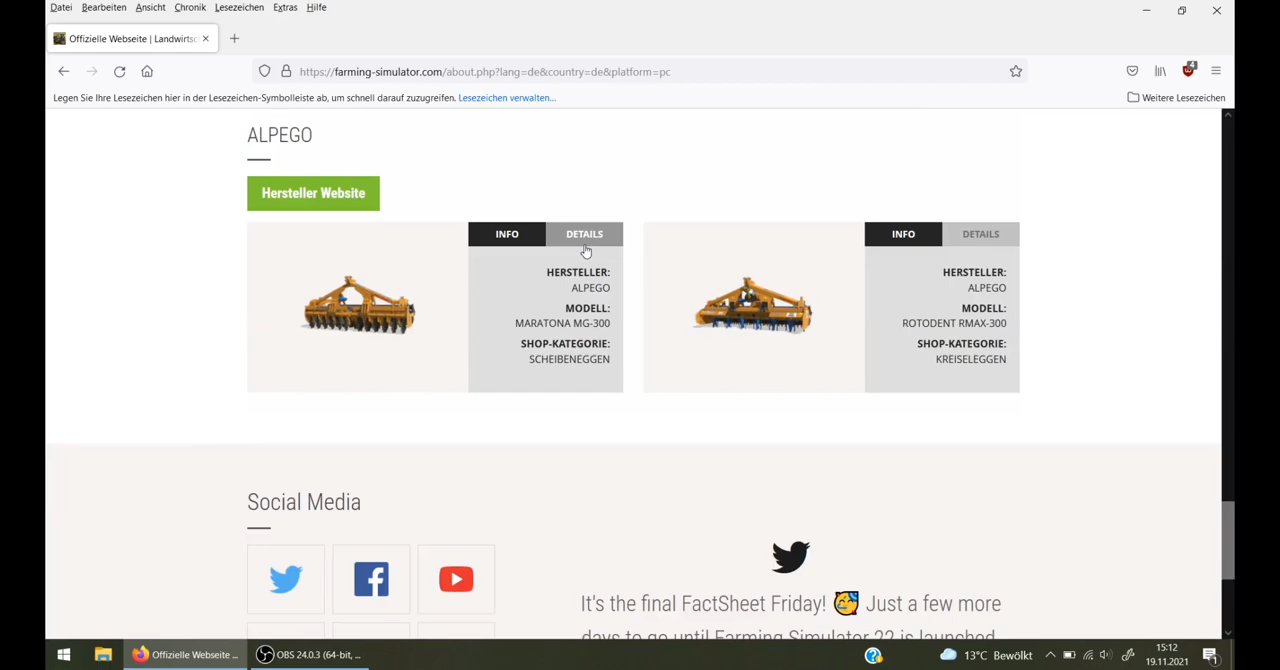 Datei Bearbeiten Ansicht Chronik Lesezeichen Extras Hilfe
Offizielle Webseite | Landwirtsc
https://farming-simulator.com/about.php?lang=de&country=de&platform=pc
4
Legen Sie Ihre Lesezeichen hier in der Lesezeichen-Symbolleiste ab, um schnell darauf zuzugreifen. Lesezeichen verwalten...
Weitere Lesezeichen
ALPEGO
Hersteller Website
INFO DETAILS
HERSTELLER:
ALPEGO
MODELL:
MARATONA MG-300
SHOP-KATEGORIE:
SCHEIBENEGGEN
INFO DETAILS
HERSTELLER:
ALPEGO
MODELL:
ROTODENT RMAX-300
SHOP-KATEGORIE:
KREISELEGGEN
Social Media
It's the final FactSheet Friday! 🥳 Just a few more
days to go until Farming Simulator 22 is launched
Offizielle Webseite ...
OBS 24.0.3 (64-bit, ...
13°C Bewölkt
15:12
19.11.2021
1